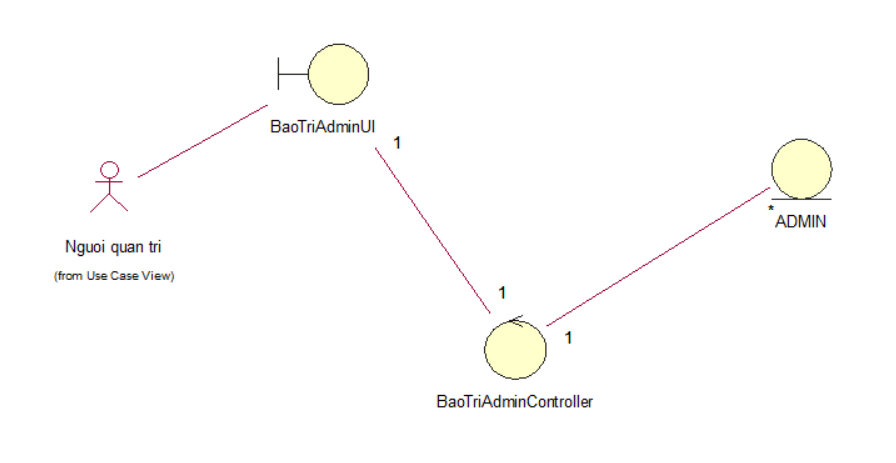 BaoTriAdminUI
1
*
ADMIN
Nguoi quan tri
(from Use Case View)
1
1
BaoTriAdminController